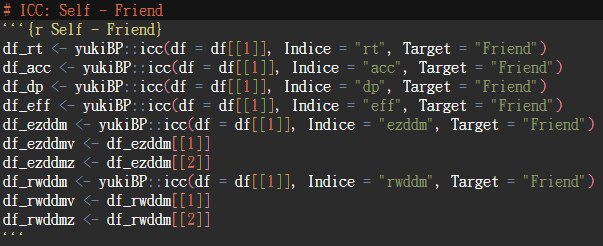 # ICC: Self - Friend
```{r Self - Friend}
df_rt <- yukiBP::icc(df = df[[1]], Indice = "rt", Target = "Friend")
df_acc <- yukiBP::icc(df = df[[1]], Indice = "acc", Target = "Friend")
df_dp <- yukiBP::icc(df = df[[1]], Indice = "dp", Target = "Friend")
df_eff <- yukiBP::icc(df = df[[1]], Indice = "eff", Target = "Friend")
df_ezddm <- yukiBP::icc(df = df[[1]], Indice = "ezddm", Target = "Friend")
df_ezddmv <- df_ezddm[[1]]
df_ezddmz <- df_ezddm[[2]]
df_rwddm <- yukiBP::icc(df = df[[1]], Indice = "rwddm", Target = "Friend")
df_rwddmv <- df_rwddm[[1]]
df_rwddmz <- df_rwddm[[2]]
```